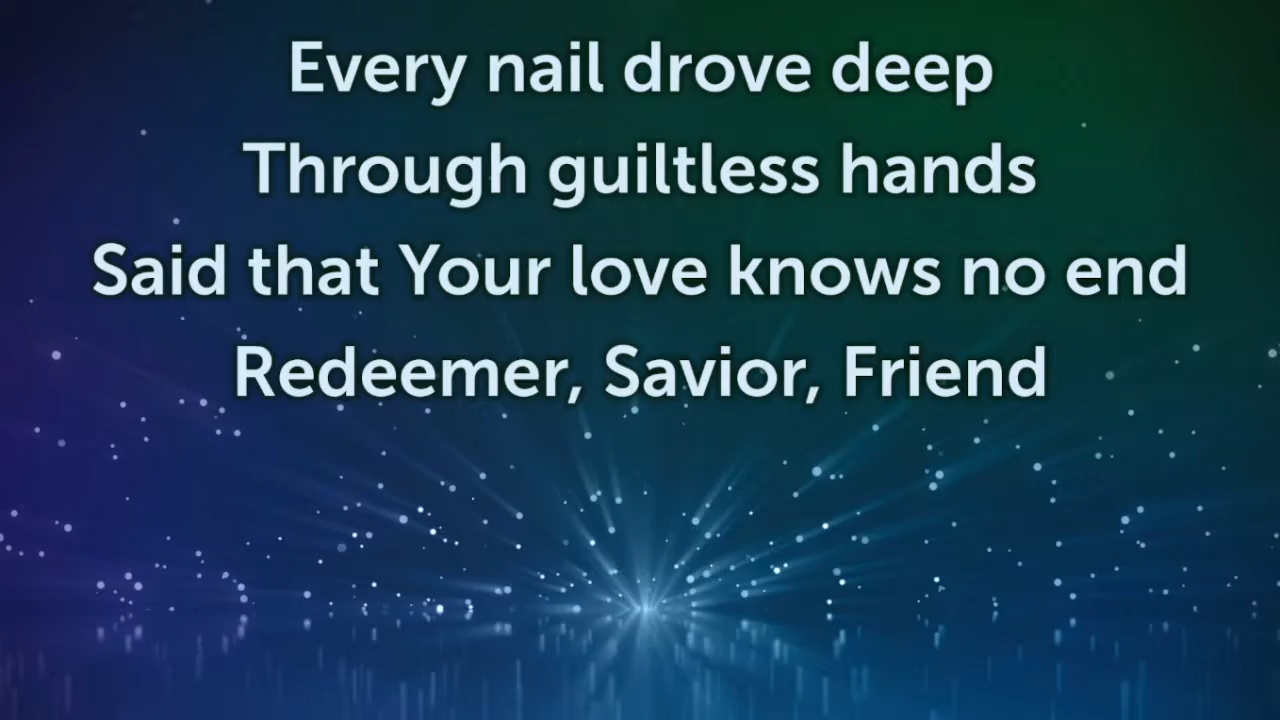 Every nail drove deep
Through guiltless hands
Said that Your love knows no end
Redeemer, Savior, Friend